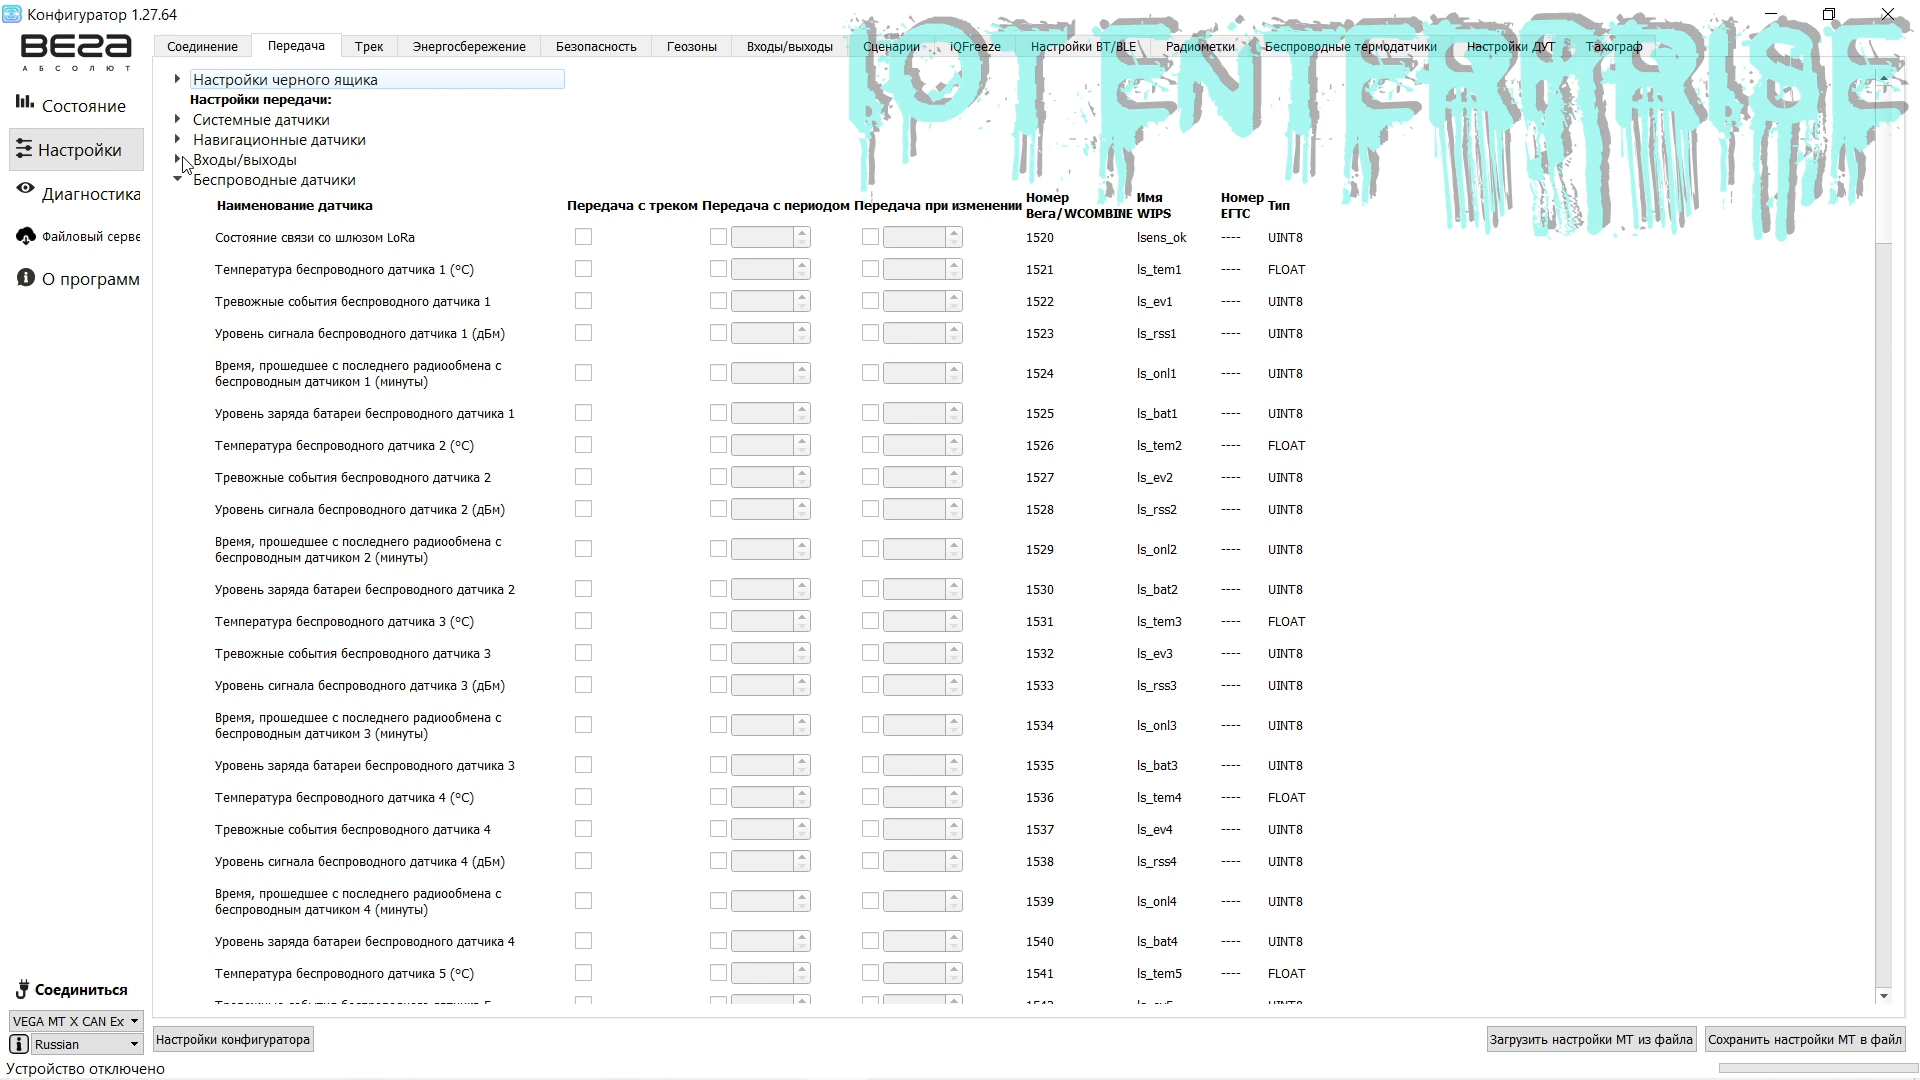 Конфигуратор 1.27.64
ВЕГА
АБСОЛЮТ
Соединение Передача Трек Энергосбережение Безопасность Геозоны Входы/выходы Сценарии iQFreeze Настройки BT/BLE Радиометки Беспроводные термодатчики Настройки ДУТ Тахограф
IOT ENTERPRISE
Состояние
Настройки
Диагностика
Файловый серве
О программ
Настройки черного ящика
Настройки передачи:
Системные датчики
Навигационные датчики
Входы/выходы
Беспроводные датчики
Наименование датчика Передача с треком Передача с периодом Передача при изменении Номер Вега/WCOMBINE Имя WIPS Номер ЕГТС Тип
Состояние связи со шлюзом LoRa 1520 lsens_ok ---- UINT8
Температура беспроводного датчика 1 (°C) 1521 ls_tem1 ---- FLOAT
Тревожные события беспроводного датчика 1 1522 ls_ev1 ---- UINT8
Уровень сигнала беспроводного датчика 1 (дБм) 1523 ls_rss1 ---- UINT8
Время, прошедшее с последнего радиообмена с
беспроводным датчиком 1 (минуты) 1524 ls_onl1 ---- UINT8
Уровень заряда батареи беспроводного датчика 1 1525 ls_bat1 ---- UINT8
Температура беспроводного датчика 2 (°C) 1526 ls_tem2 ---- FLOAT
Тревожные события беспроводного датчика 2 1527 ls_ev2 ---- UINT8
Уровень сигнала беспроводного датчика 2 (дБм) 1528 ls_rss2 ---- UINT8
Время, прошедшее с последнего радиообмена с
беспроводным датчиком 2 (минуты) 1529 ls_onl2 ---- UINT8
Уровень заряда батареи беспроводного датчика 2 1530 ls_bat2 ---- UINT8
Температура беспроводного датчика 3 (°C) 1531 ls_tem3 ---- FLOAT
Тревожные события беспроводного датчика 3 1532 ls_ev3 ---- UINT8
Уровень сигнала беспроводного датчика 3 (дБм) 1533 ls_rss3 ---- UINT8
Время, прошедшее с последнего радиообмена с
беспроводным датчиком 3 (минуты) 1534 ls_onl3 ---- UINT8
Уровень заряда батареи беспроводного датчика 3 1535 ls_bat3 ---- UINT8
Температура беспроводного датчика 4 (°C) 1536 ls_tem4 ---- FLOAT
Тревожные события беспроводного датчика 4 1537 ls_ev4 ---- UINT8
Уровень сигнала беспроводного датчика 4 (дБм) 1538 ls_rss4 ---- UINT8
Время, прошедшее с последнего радиообмена с
беспроводным датчиком 4 (минуты) 1539 ls_onl4 ---- UINT8
Уровень заряда батареи беспроводного датчика 4 1540 ls_bat4 ---- UINT8
Температура беспроводного датчика 5 (°C) 1541 ls_tem5 ---- FLOAT
Соединиться
VEGA MT X CAN Ex
Russian
Настройки конфигуратора Загрузить настройки МТ из файла Сохранить настройки МТ в файл
Устройство отключено